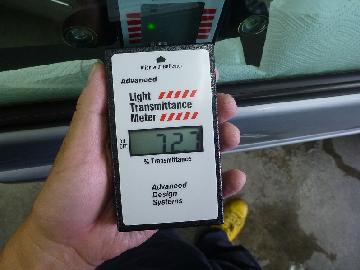 Advanced
Light
Transmittance
Meter
72.7
% Transmittance
Advanced
Design
Systems